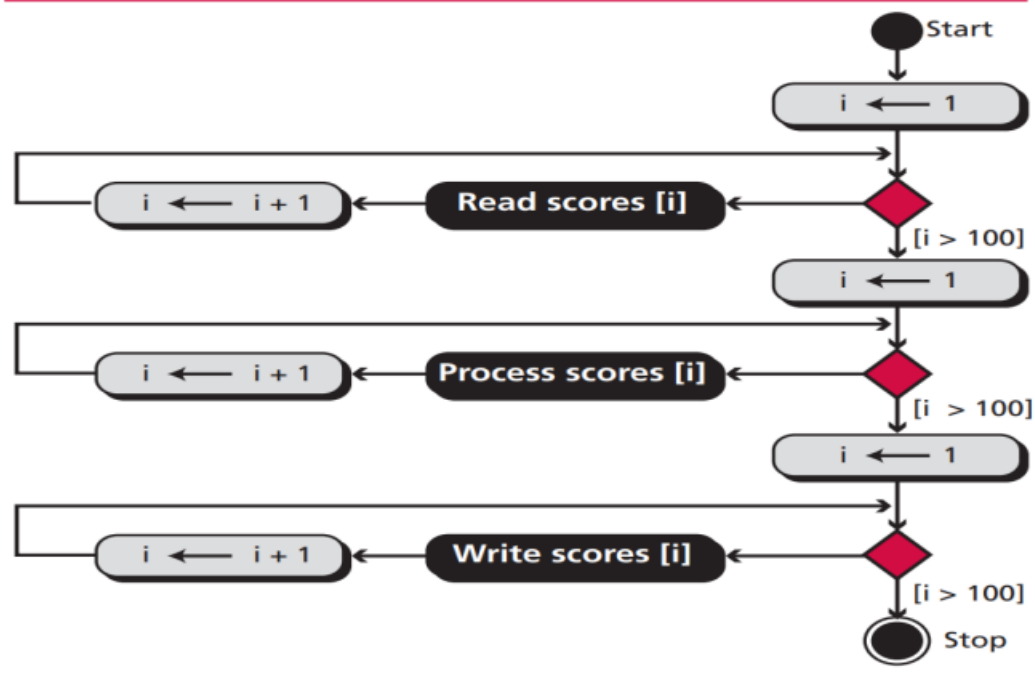 Start
i ← 1
i ← i + 1
Read scores [i]
[i > 100]
i ← 1
i ← i + 1
Process scores [i]
[i > 100]
i ← 1
i ← i + 1
Write scores [i]
[i > 100]
Stop